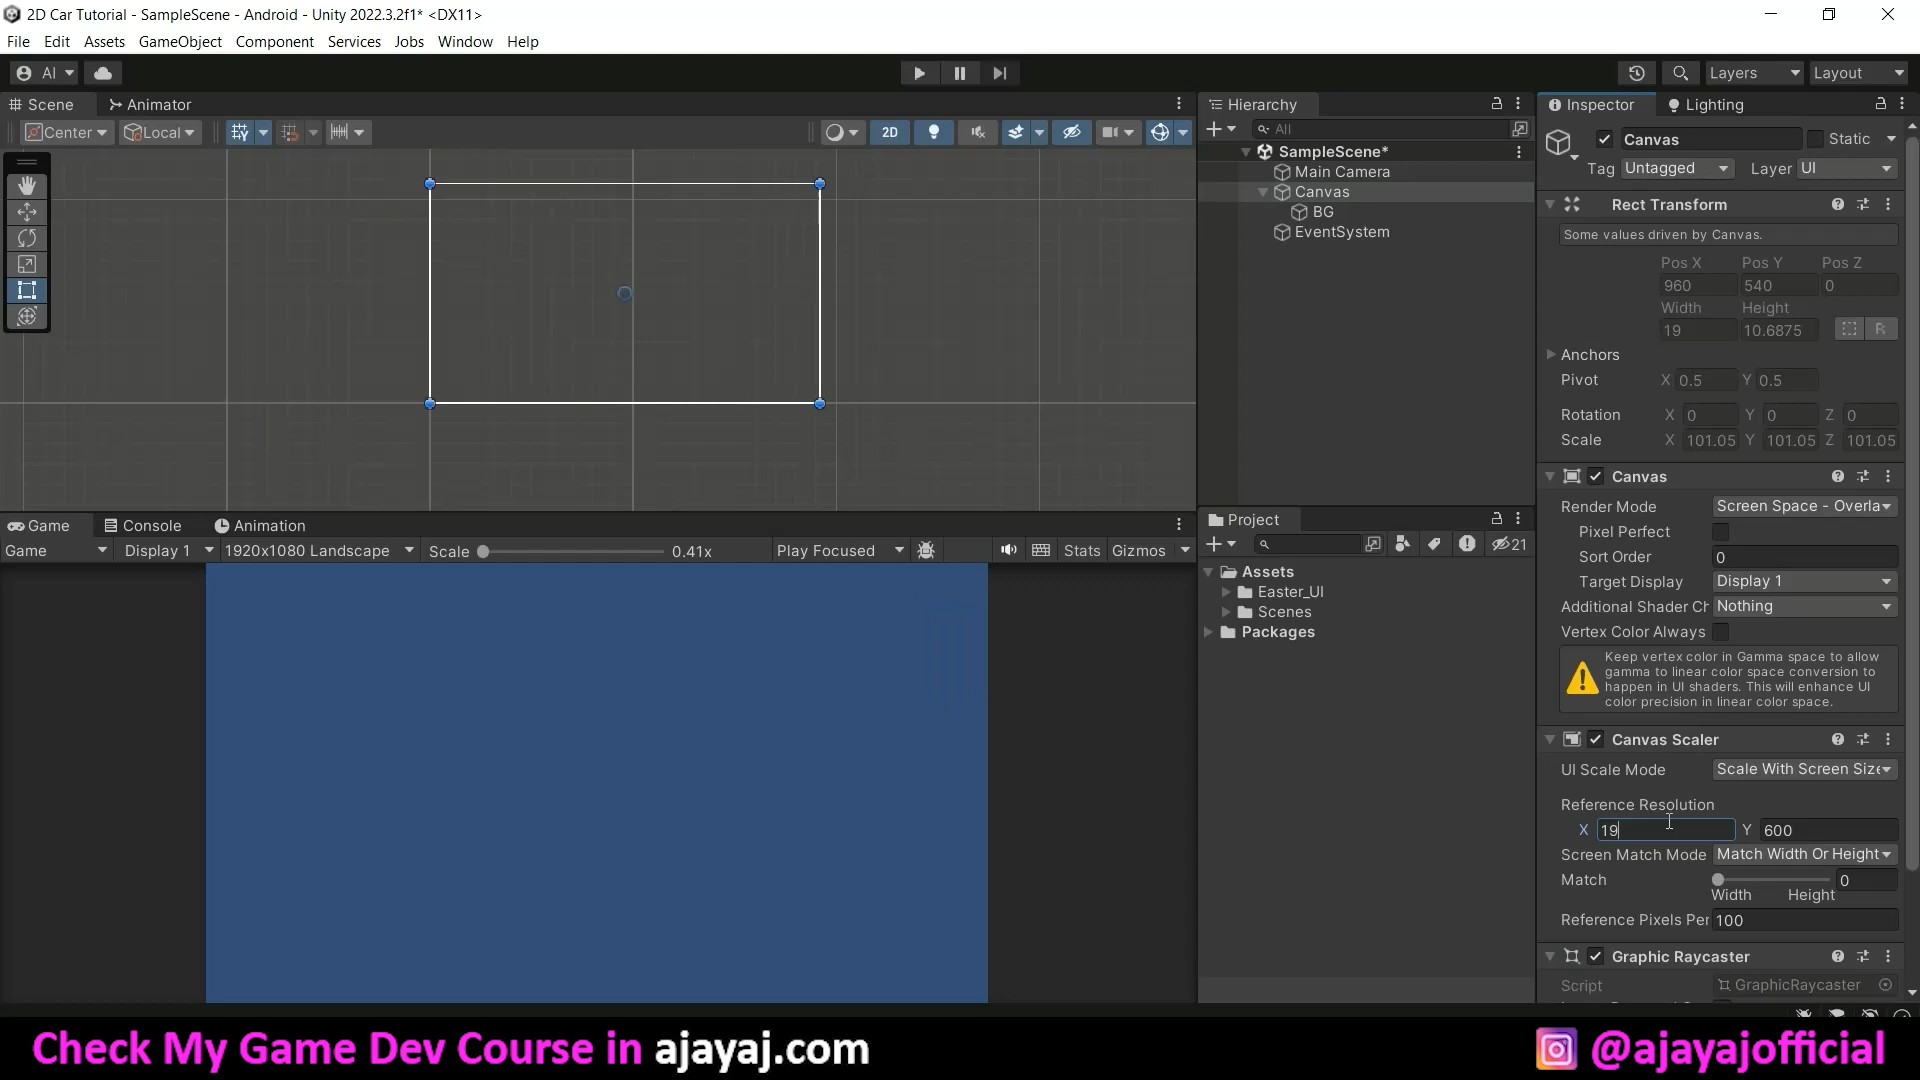 2D Car Tutorial - SampleScene - Android - Unity 2022.3.2f1* <DX11>
File Edit Assets GameObject Component Services Jobs Window Help
AI
Layers Layout
Scene Animator
Center Local
2D
Game Console Animation
Game Display 1 1920x1080 Landscape Scale 0.41x Play Focused Stats Gizmos
Hierarchy
All
SampleScene*
Main Camera
Canvas
BG
EventSystem
Project
21
Assets
Easter_UI
Scenes
Packages
Inspector Lighting
Canvas Static
Tag Untagged Layer UI
Rect Transform
Some values driven by Canvas.
Pos X Pos Y Pos Z
960 540 0
Width Height
19 10.6875 R
Anchors
Pivot X 0.5 Y 0.5
Rotation X 0 Y 0 Z 0
Scale X 101.05 Y 101.05 Z 101.05
Canvas
Render Mode Screen Space - Overla
Pixel Perfect
Sort Order 0
Target Display Display 1
Additional Shader Ch Nothing
Vertex Color Always
Keep vertex color in Gamma space to allow
gamma to linear color space conversion to
happen in UI shaders. This will enhance UI
color precision in linear color space.
Canvas Scaler
UI Scale Mode Scale With Screen Size
Reference Resolution
X 19 Y 600
Screen Match Mode Match Width Or Height
Match 0
Width Height
Reference Pixels Per 100
Graphic Raycaster
Script GraphicRaycaster
Check My Game Dev Course in ajayaj.com
@ajayajofficial